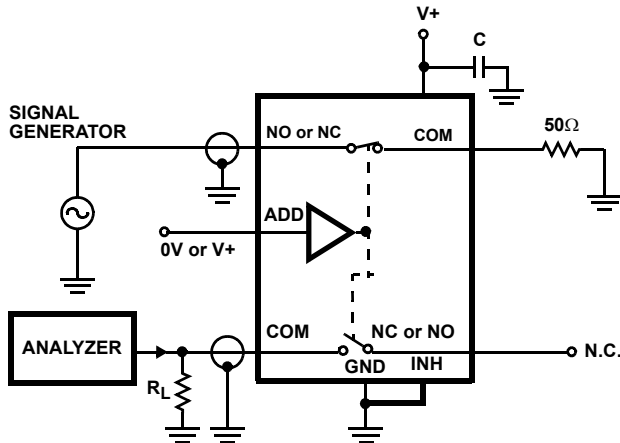 V+
C
SIGNAL
GENERATOR
NO or NC
COM
50Ω
ADD
0V or V+
ANALYZER
COM
NC or NO
N.C.
GND
INH
RL